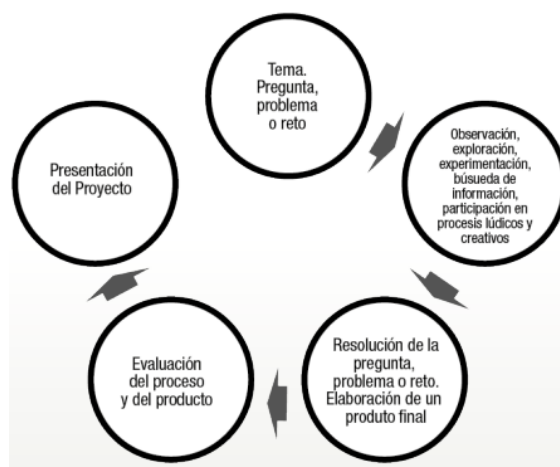 Tema.
Pregunta,
problema
o reto
Observación,
exploración,
experimentación,
búsueda de
información,
participación en
procesis lúdicos y
creativos
Resolución de la
pregunta,
problema o reto.
Elaboración de un
produto final
Evaluación
del proceso
y del producto
Presentación
del Proyecto